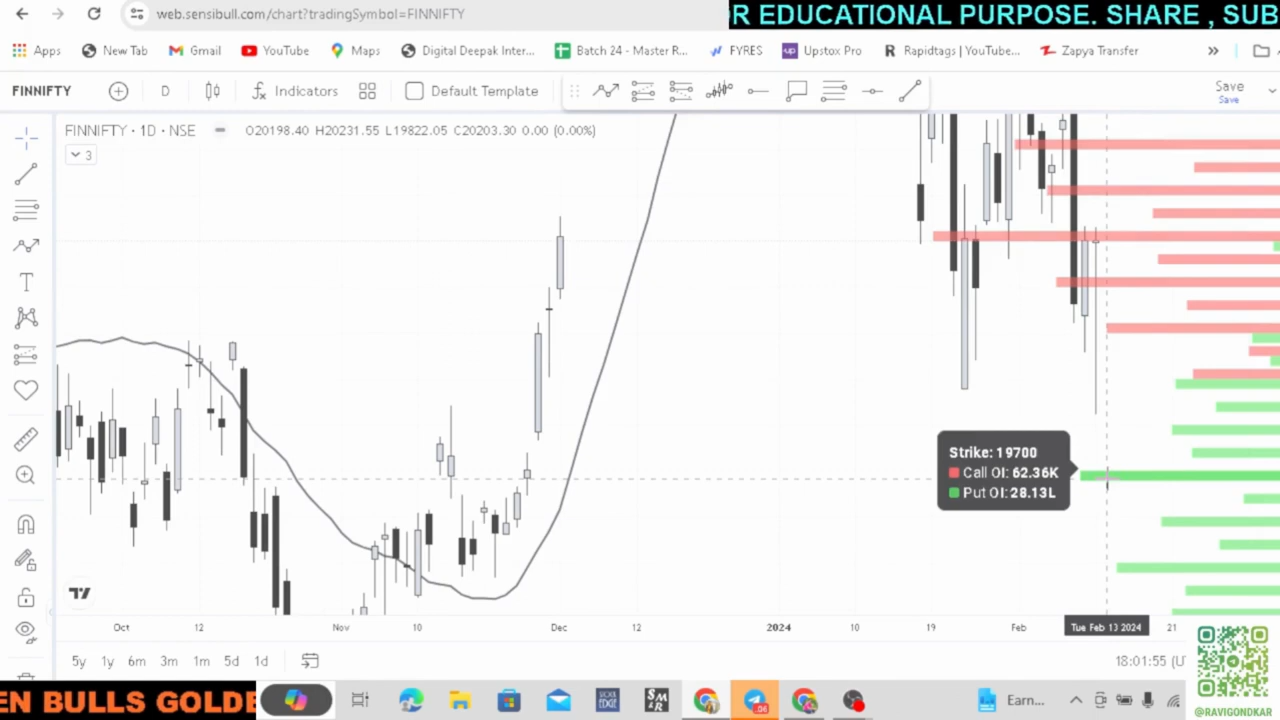 web.sensibull.com/chart?tradingSymbol=FINNIFTY
R EDUCATIONAL PURPOSE. SHARE , SUB
Apps New Tab Gmail YouTube Maps Digital Deepak Inter... Batch 24 - Master R... FYRES Upstox Pro Rapidtags | YouTube... Zapya Transfer
FINNIFTY D Indicators Default Template Save
Save
FINNIFTY · 1D · NSE O20198.40 H20231.55 L19822.05 C20203.30 0.00 (0.00%)
3
Strike: 19700
Call OI: 62.36K
Put OI: 28.13L
Oct 12 Nov 10 Dec 12 2024 10 19 Feb Tue Feb 13 2024 21
5y 1y 6m 3m 1m 5d 1d 18:01:55 (U
EN BULLS GOLDE
STOCK EDGE
Earn...
@RAVIGONDKAR